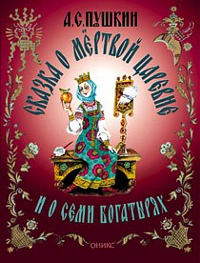 А.С.ПУШКИН
СКАЗКА О МЁРТВОЙ ЦАРЕВНЕ
И О СЕМИ БОГАТЫРЯХ
ОНИКС